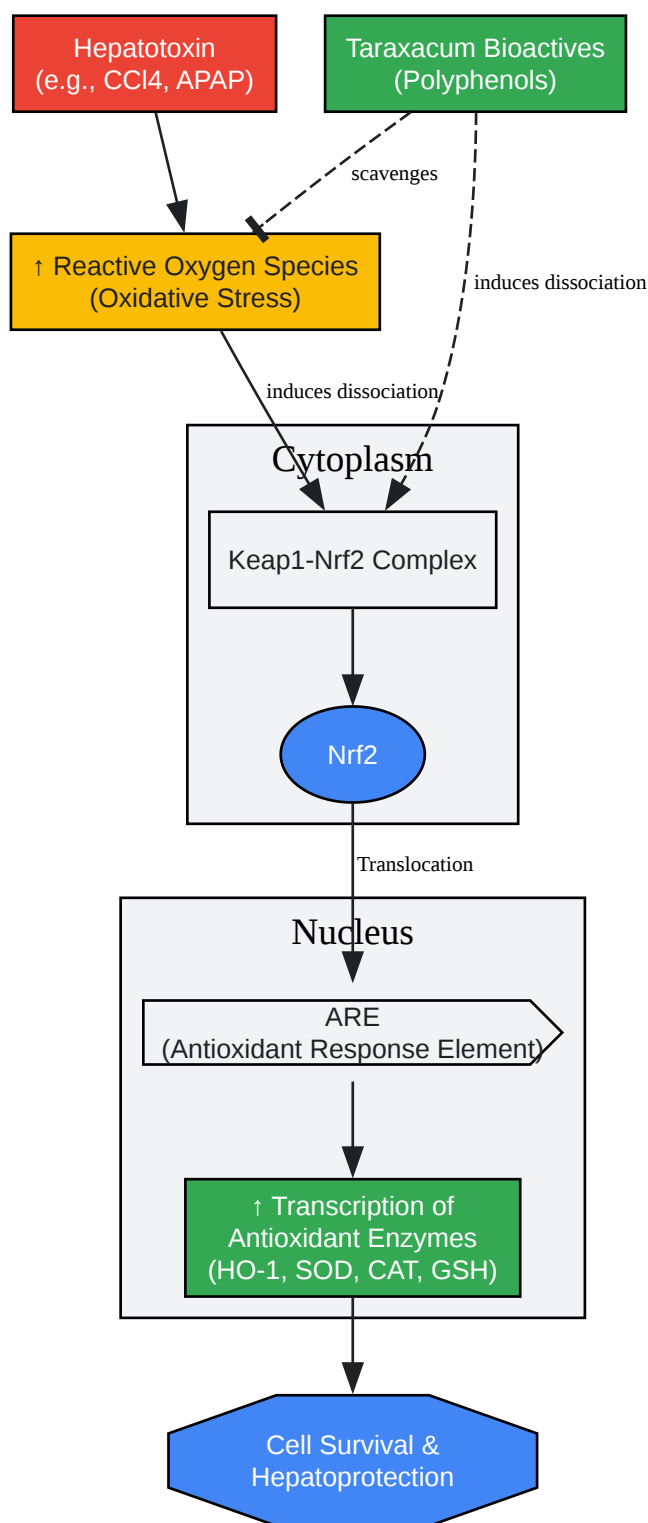 Hepatotoxin
(e.g., CCl4, APAP)
Taraxacum Bioactives
(Polyphenols)
scavenges
↑ Reactive Oxygen Species
(Oxidative Stress)
induces dissociation
induces dissociation
Cytoplasm
Keap1-Nrf2 Complex
Nrf2
Translocation
Nucleus
ARE
(Antioxidant Response Element)
↑ Transcription of
Antioxidant Enzymes
(HO-1, SOD, CAT, GSH)
Cell Survival &
Hepatoprotection